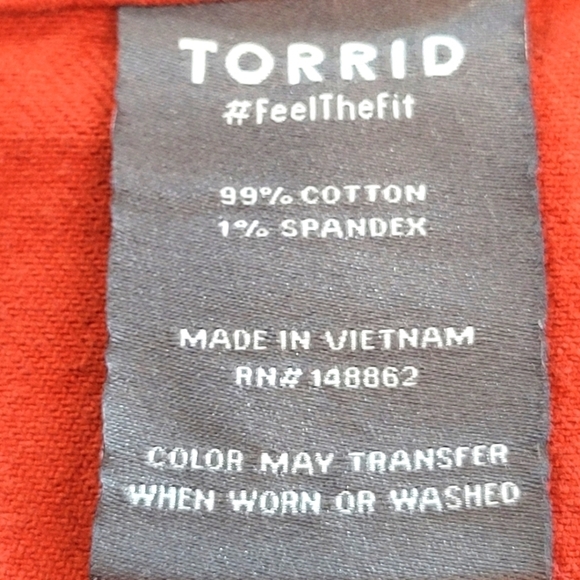 TORRID
#FeelTheFit
99% COTTON
1% SPANDEX
MADE IN VIETNAM
RN# 148862
COLOR MAY TRANSFER
WHEN WORN OR WASHED